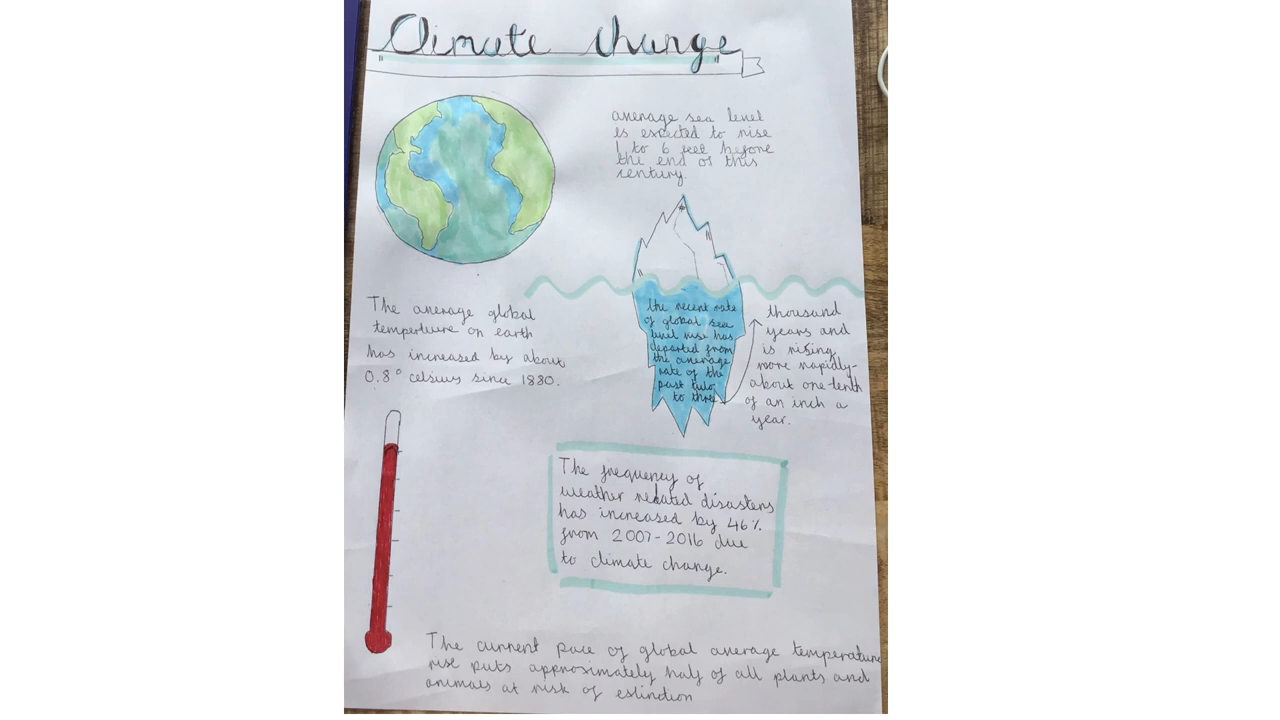 Climate change
average sea level
is exected to rise
1 to 6 feet before
the end of this
century.
The average global
temperture on earth
has increased by about
0.8° celsius since 1880.
the recent rate
of global sea
level rise has
departed from
the average
rate of the
past two
to three
thousand
years and
is rising
more rapidly-
about one-tenth
of an inch a
year.
The frequency of
weather related disasters
has increased by 46%
from 2007-2016 due
to climate change.
The current pace of global average temperature
rise puts approximately half of all plants and
animals at risk of extinction